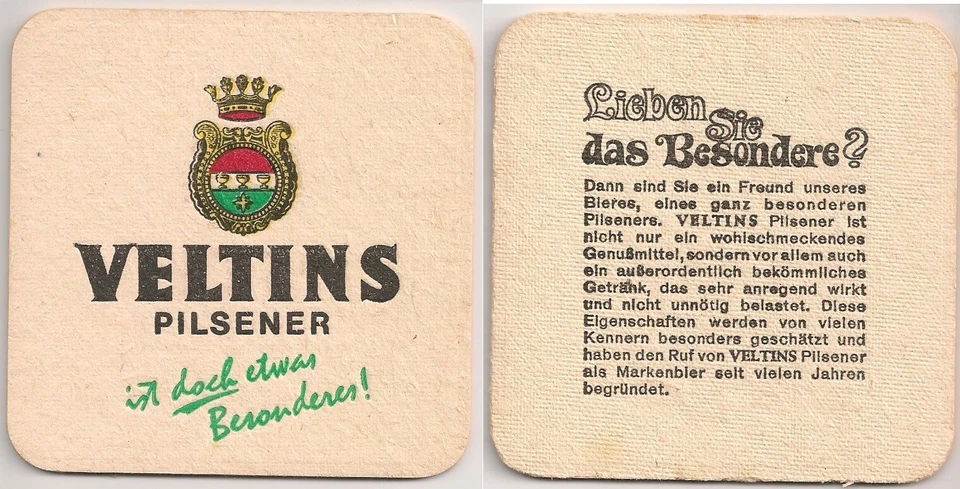 VELTINS
PILSENER
ist doch etwas
Besonderes!
Lieben
Sie
das Besondere?
Dann sind Sie ein Freund unseres
Bieres, eines ganz besonderen
Pilseners. VELTINS Pilsener ist
nicht nur ein wohlschmeckendes
Genußmittel, sondern vor allem auch
ein außerordentlich bekömmliches
Getränk, das sehr anregend wirkt
und nicht unnötig belastet. Diese
Eigenschaften werden von vielen
Kennern besonders geschätzt und
haben den Ruf von VELTINS Pilsener
als Markenbier seit vielen Jahren
begründet.